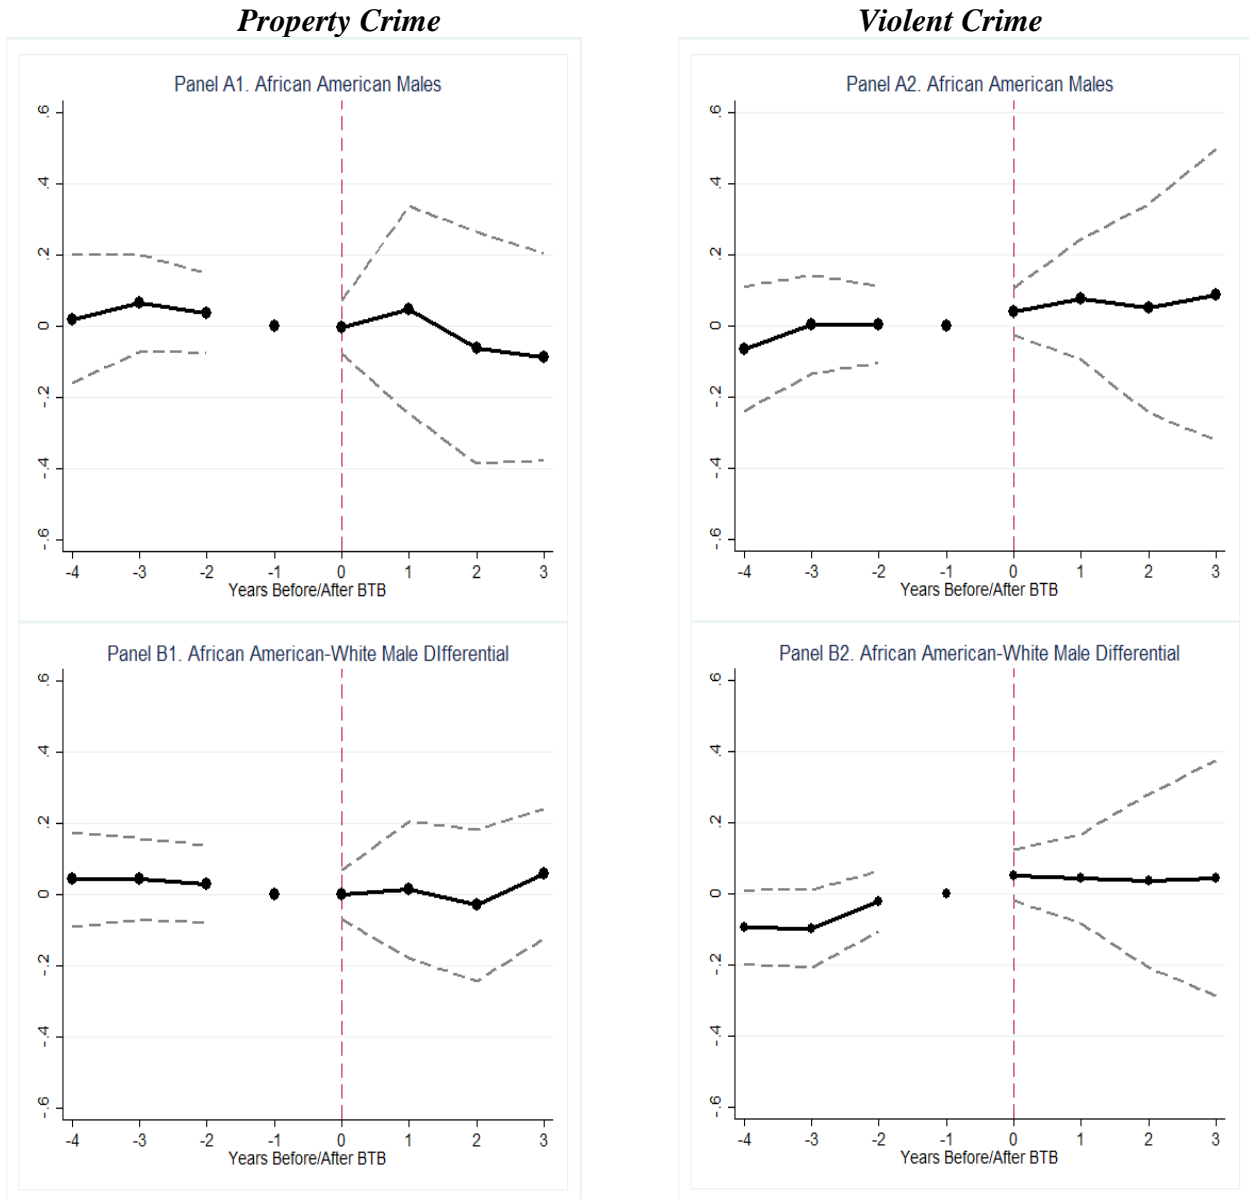 Property Crime
Violent Crime
Panel A1. African American Males
.6
.4
.2
0
-.2
-.4
-.6
-4 -3 -2 -1 0 1 2 3
Years Before/After BTB
Panel A2. African American Males
.6
.4
.2
0
-.2
-.4
-.6
-4 -3 -2 -1 0 1 2 3
Years Before/After BTB
Panel B1. African American-White Male DIfferential
.6
.4
.2
0
-.2
-.4
-.6
-4 -3 -2 -1 0 1 2 3
Years Before/After BTB
Panel B2. African American-White Male Differential
.6
.4
.2
0
-.2
-.4
-.6
-4 -3 -2 -1 0 1 2 3
Years Before/After BTB